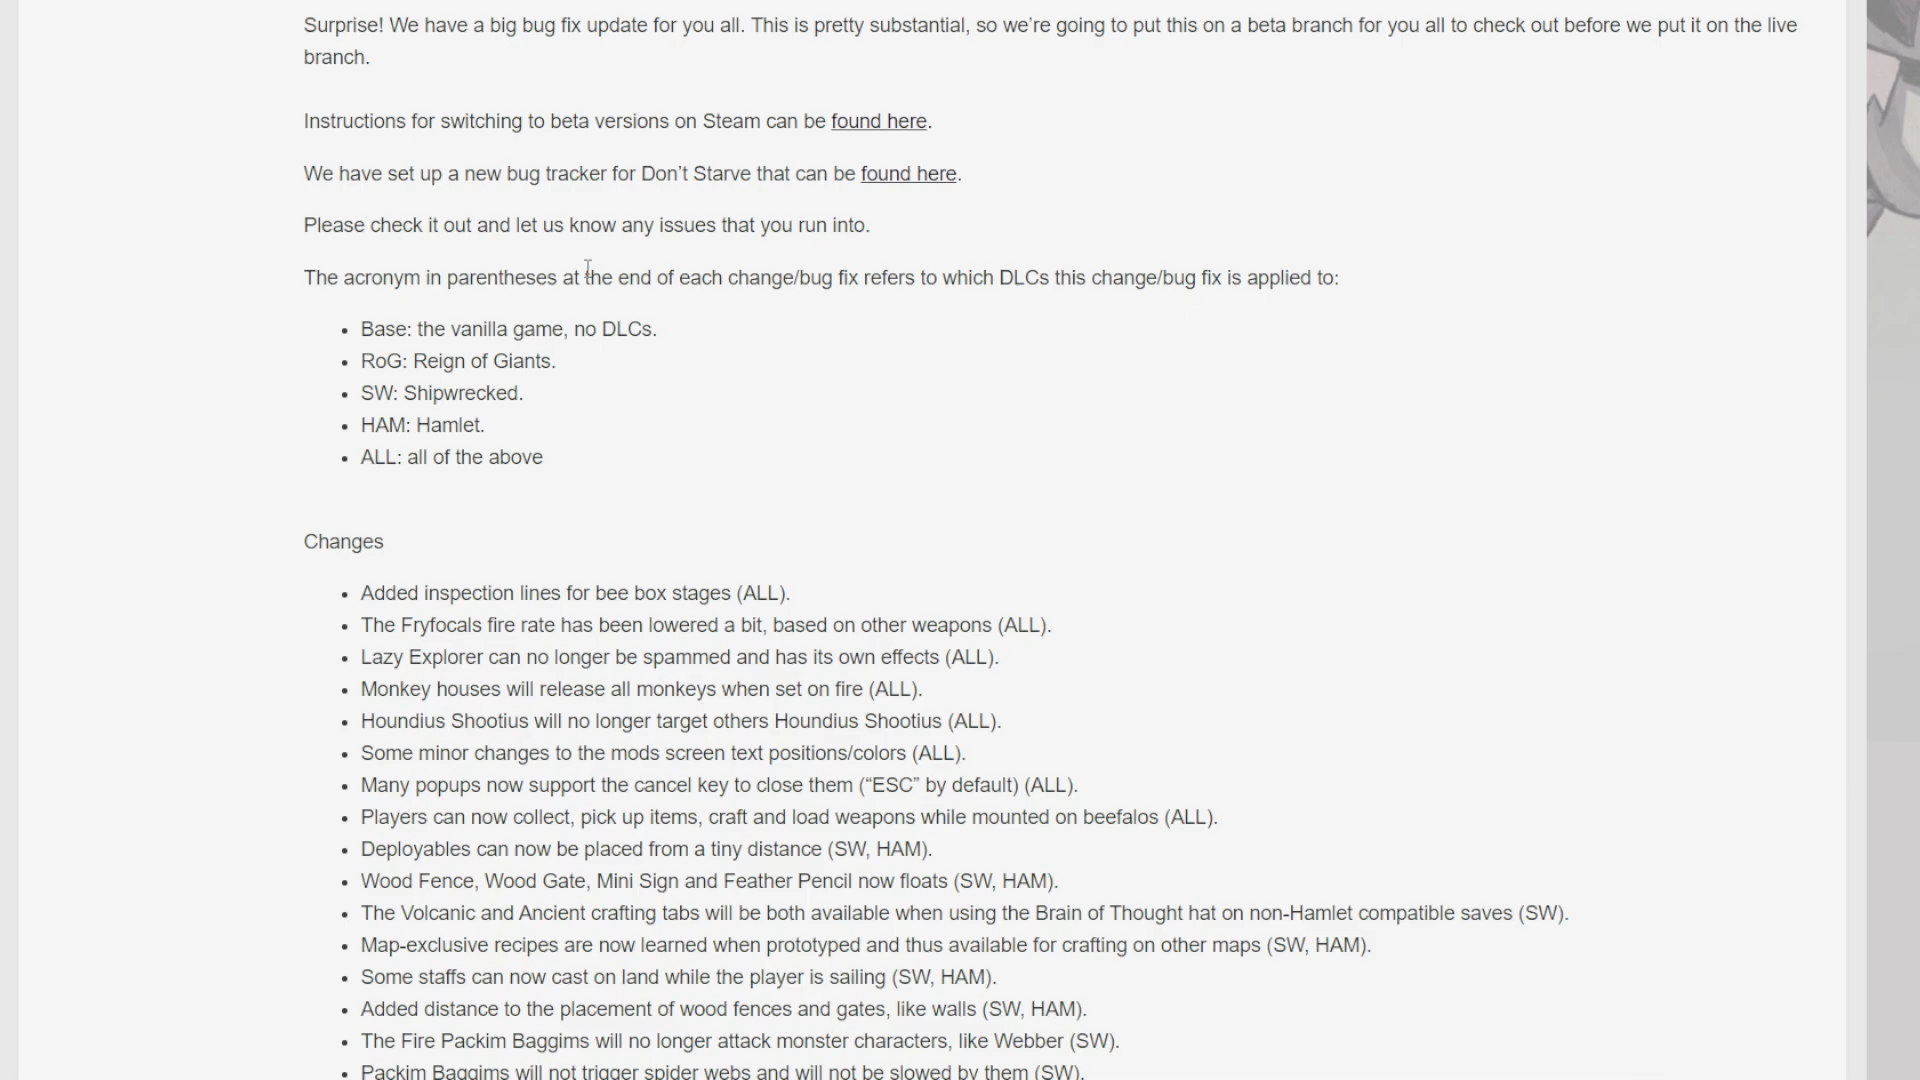 Surprise! We have a big bug fix update for you all. This is pretty substantial, so we’re going to put this on a beta branch for you all to check out before we put it on the live
branch.
Instructions for switching to beta versions on Steam can be found here.
We have set up a new bug tracker for Don’t Starve that can be found here.
Please check it out and let us know any issues that you run into.
The acronym in parentheses at the end of each change/bug fix refers to which DLCs this change/bug fix is applied to:
• Base: the vanilla game, no DLCs.
• RoG: Reign of Giants.
• SW: Shipwrecked.
• HAM: Hamlet.
• ALL: all of the above
Changes
• Added inspection lines for bee box stages (ALL).
• The Fryfocals fire rate has been lowered a bit, based on other weapons (ALL).
• Lazy Explorer can no longer be spammed and has its own effects (ALL).
• Monkey houses will release all monkeys when set on fire (ALL).
• Houndius Shootius will no longer target others Houndius Shootius (ALL).
• Some minor changes to the mods screen text positions/colors (ALL).
• Many popups now support the cancel key to close them (“ESC” by default) (ALL).
• Players can now collect, pick up items, craft and load weapons while mounted on beefalos (ALL).
• Deployables can now be placed from a tiny distance (SW, HAM).
• Wood Fence, Wood Gate, Mini Sign and Feather Pencil now floats (SW, HAM).
• The Volcanic and Ancient crafting tabs will be both available when using the Brain of Thought hat on non-Hamlet compatible saves (SW).
• Map-exclusive recipes are now learned when prototyped and thus available for crafting on other maps (SW, HAM).
• Some staffs can now cast on land while the player is sailing (SW, HAM).
• Added distance to the placement of wood fences and gates, like walls (SW, HAM).
• The Fire Packim Baggims will no longer attack monster characters, like Webber (SW).
• Packim Baggims will not trigger spider webs and will not be slowed by them (SW).